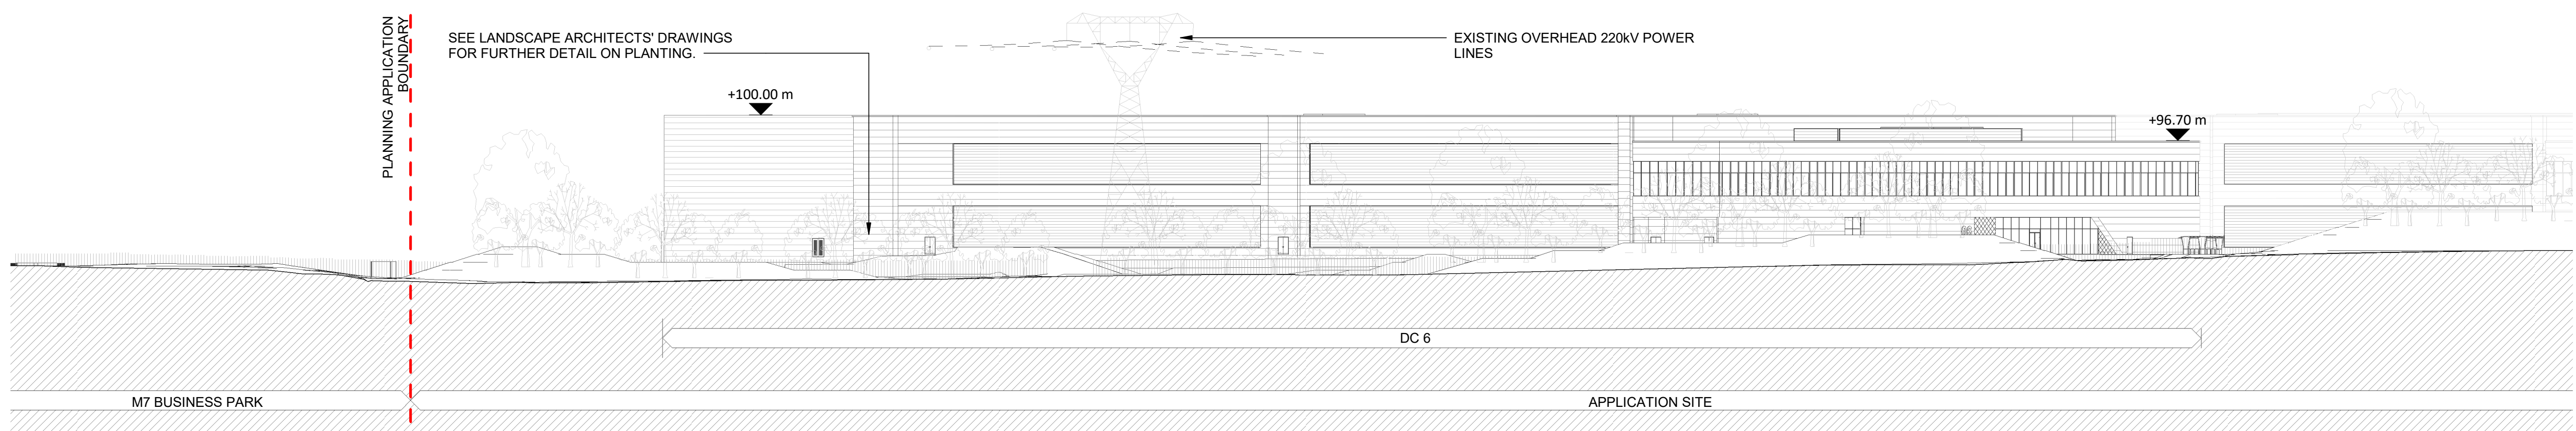 PLANNING APPLICATION
BOUNDARY
SEE LANDSCAPE ARCHITECTS' DRAWINGS
FOR FURTHER DETAIL ON PLANTING.
EXISTING OVERHEAD 220kV POWER
LINES
+100.00 m
+96.70 m
DC 6
M7 BUSINESS PARK
APPLICATION SITE